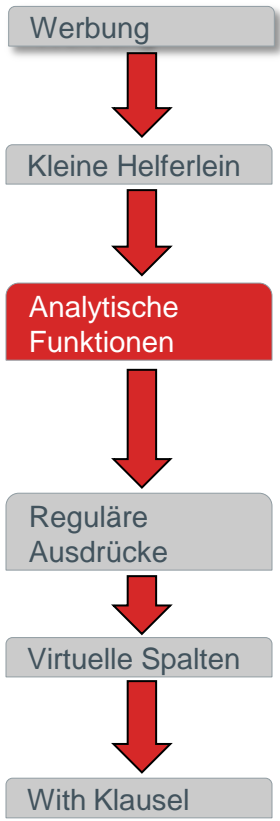 Werbung
Kleine Helferlein
Analytische
Funktionen
Reguläre
Ausdrücke
Virtuelle Spalten
With Klausel